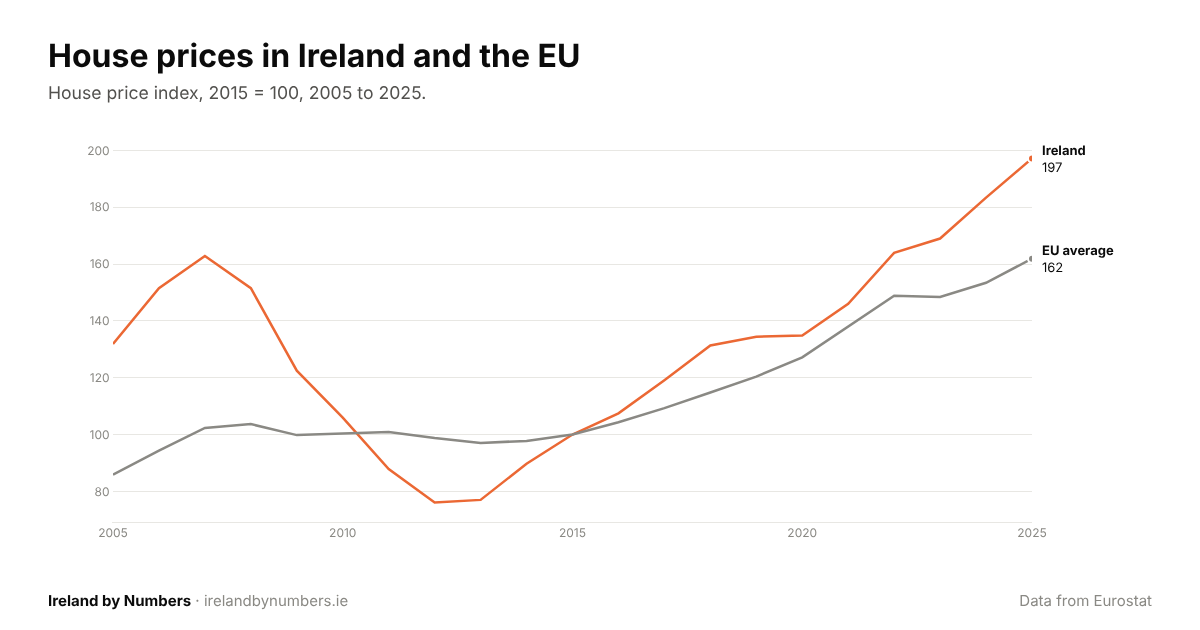 House prices in Ireland and the EU
House price index, 2015 = 100, 2005 to 2025.
200
180
160
140
120
100
80
Ireland
197
EU average
162
2005 2010 2015 2020 2025
Ireland by Numbers · irelandbynumbers.ie
Data from Eurostat